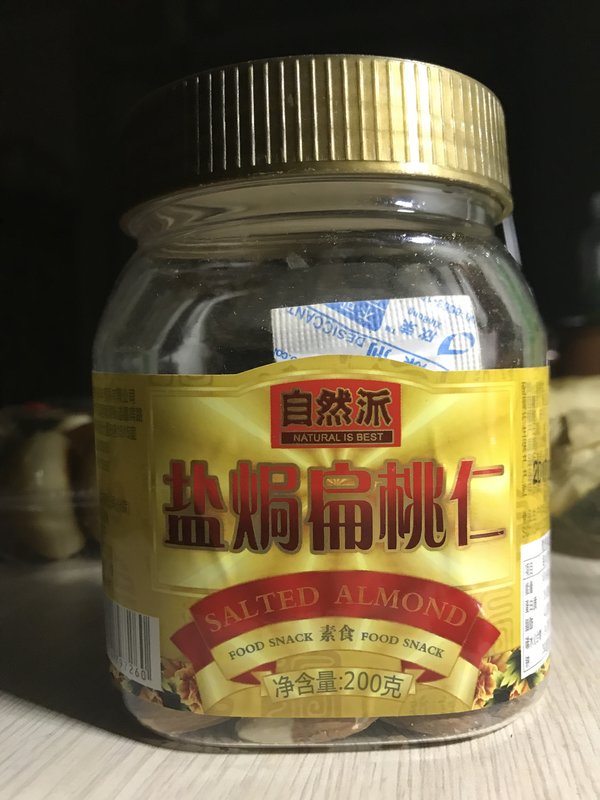 DESICCANT
自然派
NATURAL IS BEST
盐焗扁桃仁
SALTED ALMOND
FOOD SNACK 素食 FOOD SNACK
净含量:200克